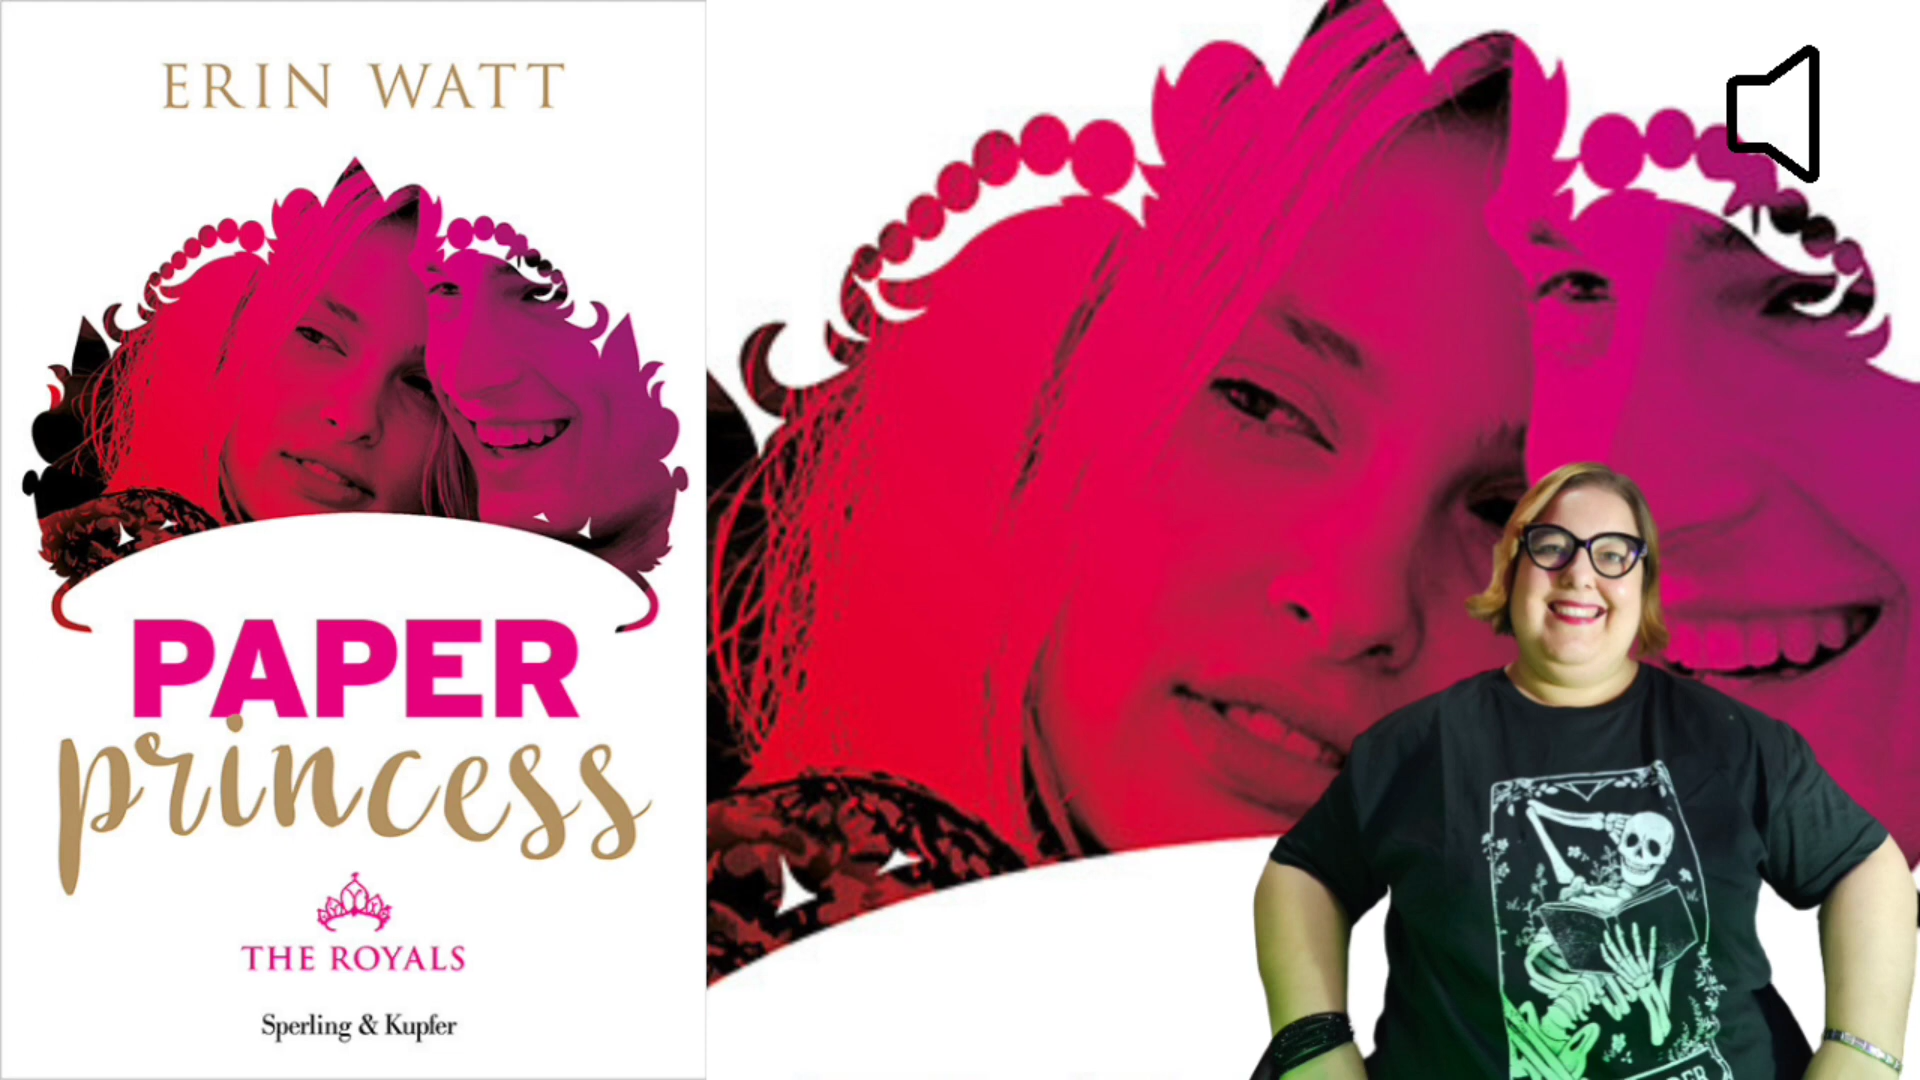 ERIN WATT
PAPER
princess
THE ROYALS
Sperling & Kupfer